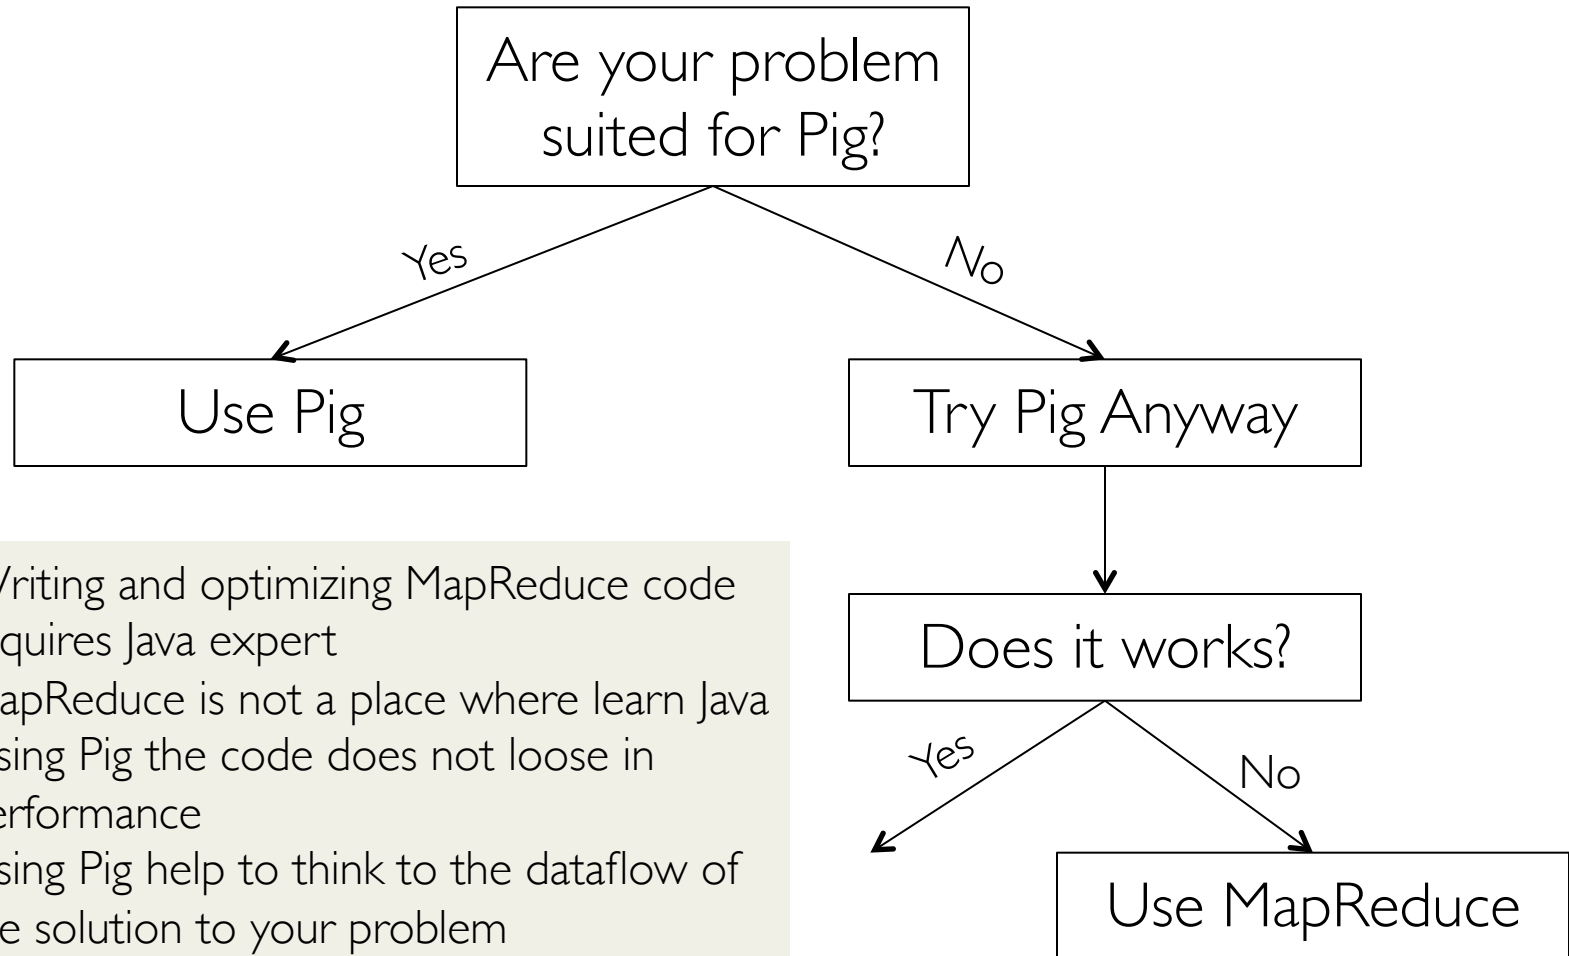 Are your problem
suited for Pig?
Yes
No
Use Pig
Try Pig Anyway
Does it works?
Yes
No
Use MapReduce
Writing and optimizing MapReduce code
quires Java expert
apReduce is not a place where learn Java
sing Pig the code does not loose in
erformance
sing Pig help to think to the dataflow of
e solution to your problem